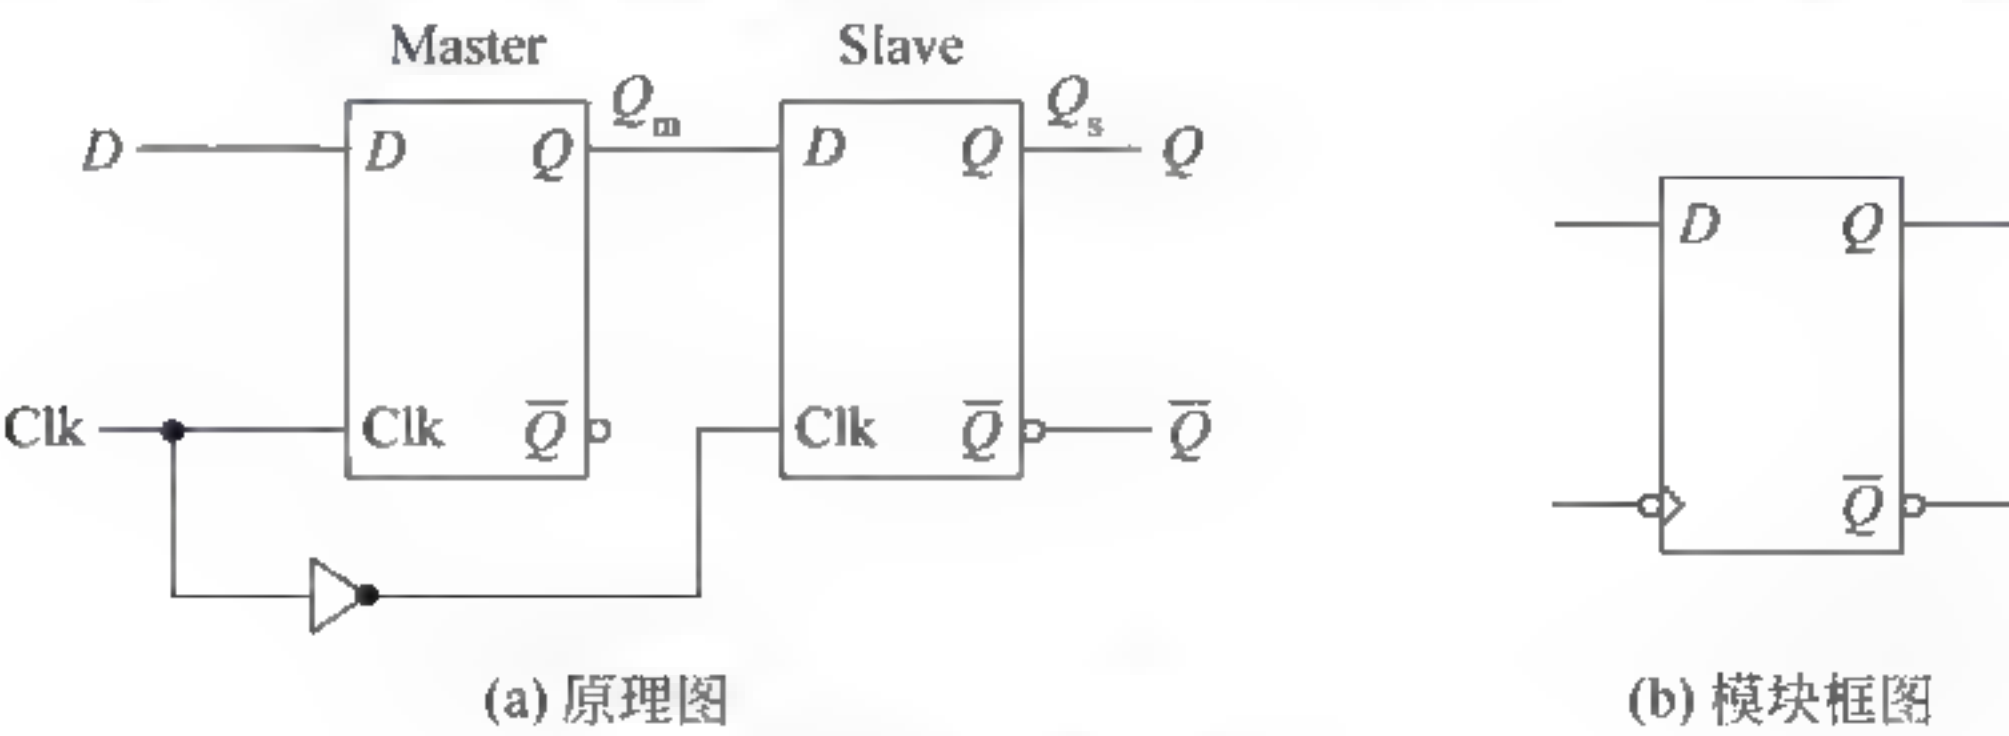 Master Slave
Qm Qs
D D Q D Q Q
D Q
Clk Clk Q̅ Clk Q̅ Q̅
Q̅
(a) 原理图 (b) 模块框图